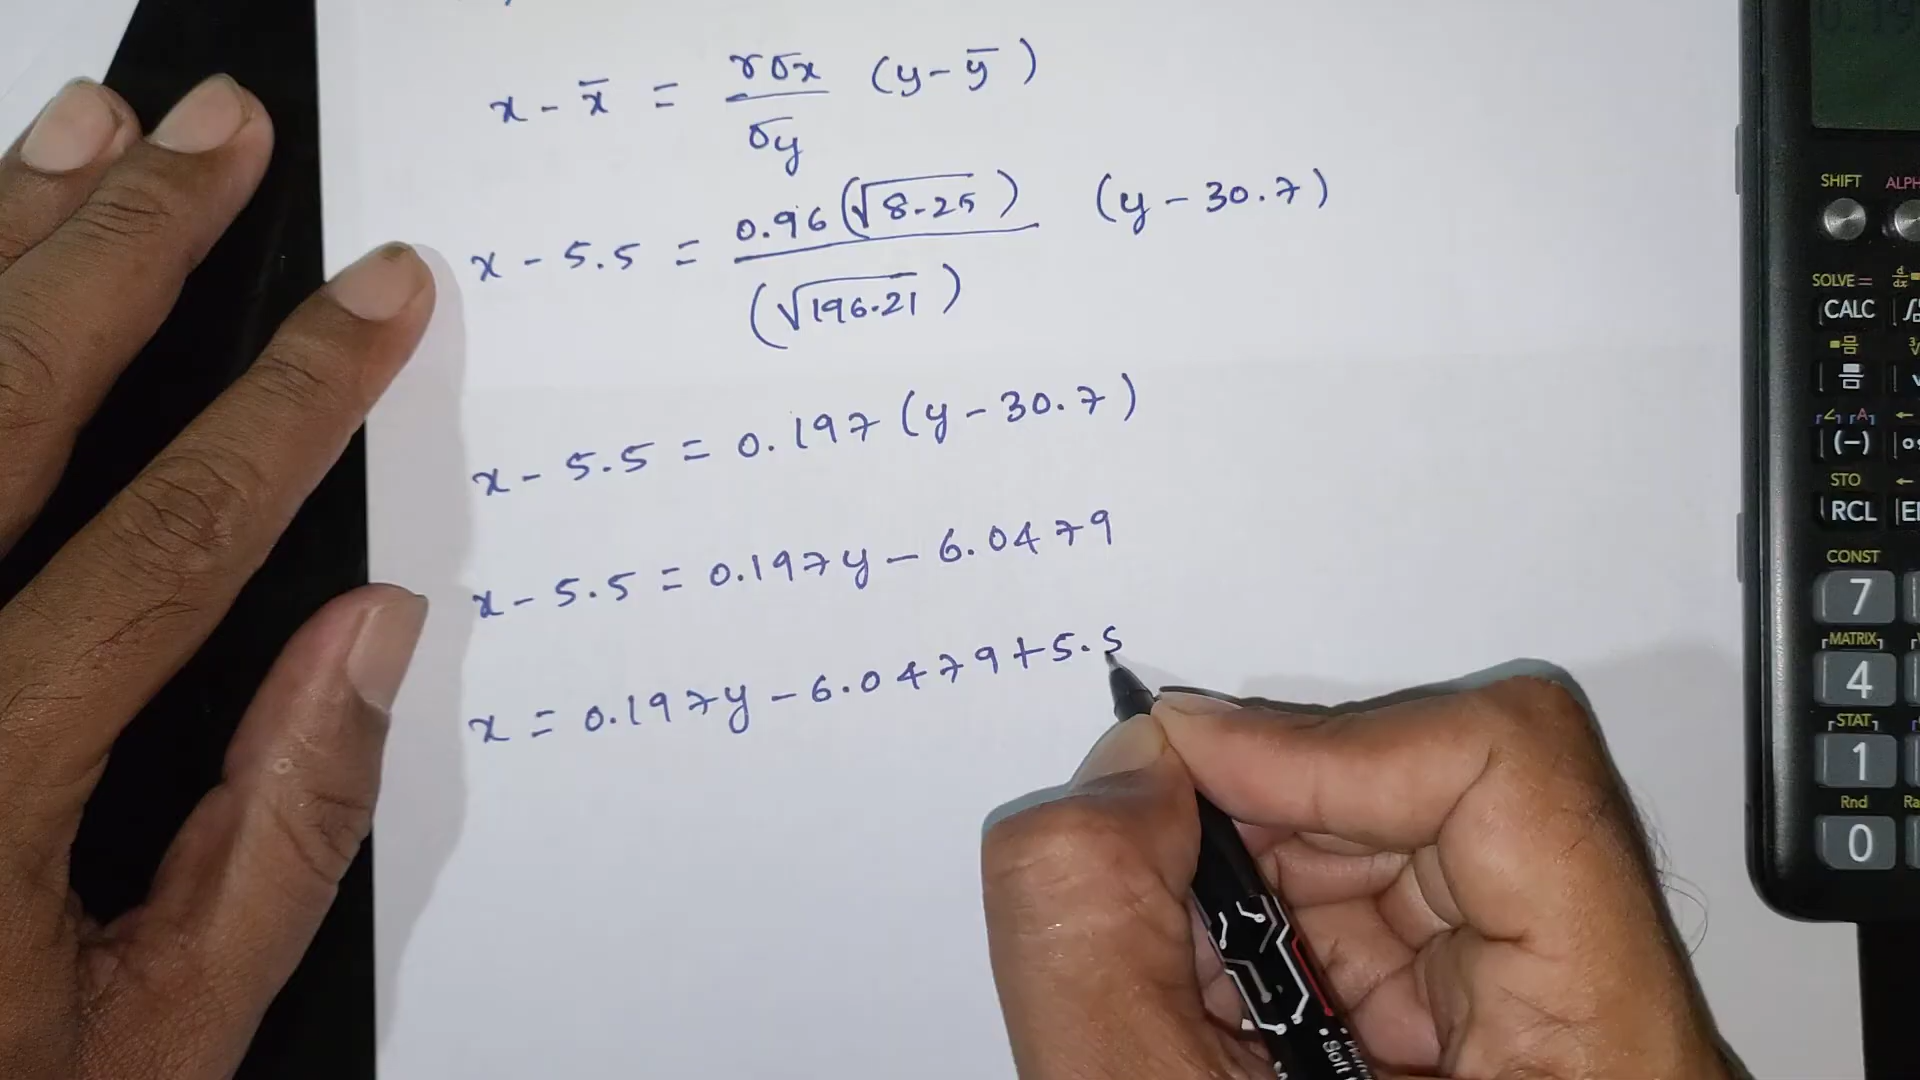 x - x̄ = rσx/σy (y - ȳ)
x - 5.5 = 0.96(√8.25)/(√196.21) (y - 30.7)
x - 5.5 = 0.197 (y - 30.7)
x - 5.5 = 0.197y - 6.0479
x = 0.197y - 6.0479 + 5.5
SHIFT
SOLVE =
CALC
(-)
STO
RCL
CONST
7
MATRIX
4
STAT
1
Rnd
0